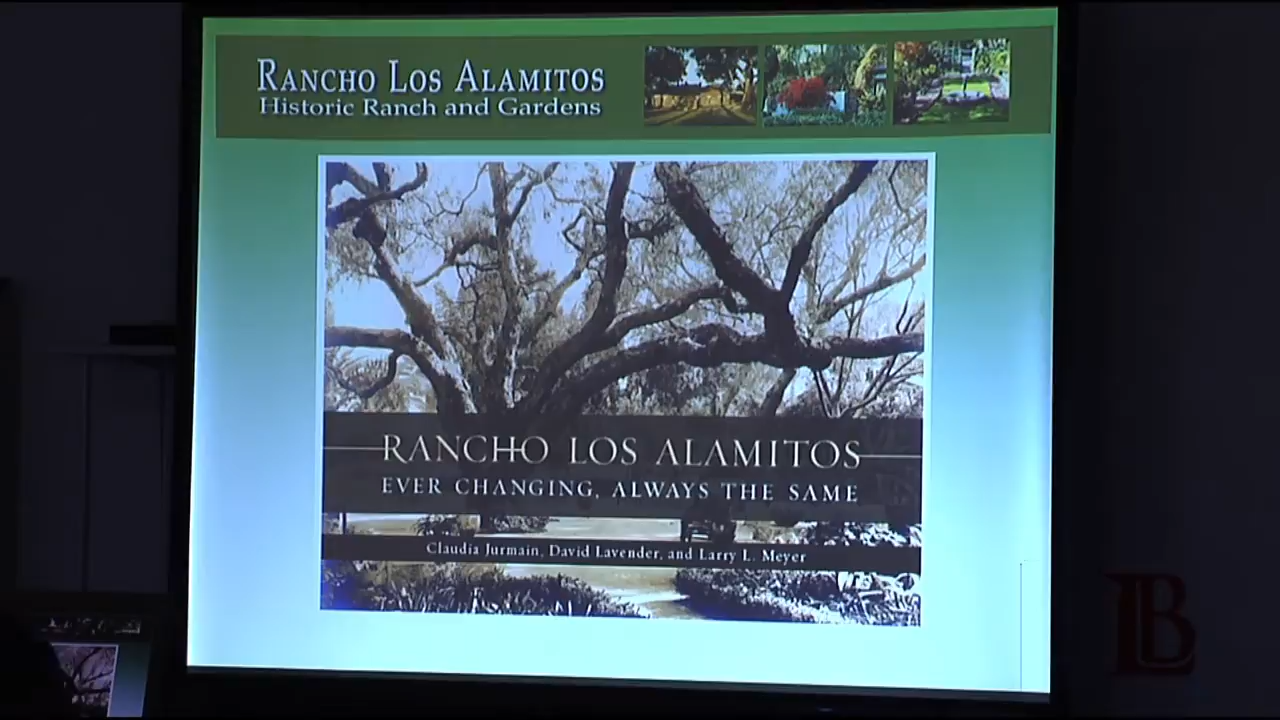 RANCHO LOS ALAMITOS
Historic Ranch and Gardens
RANCHO LOS ALAMITOS
EVER CHANGING, ALWAYS THE SAME
Claudia Jurmain, David Lavender, and Larry L. Meyer
LB